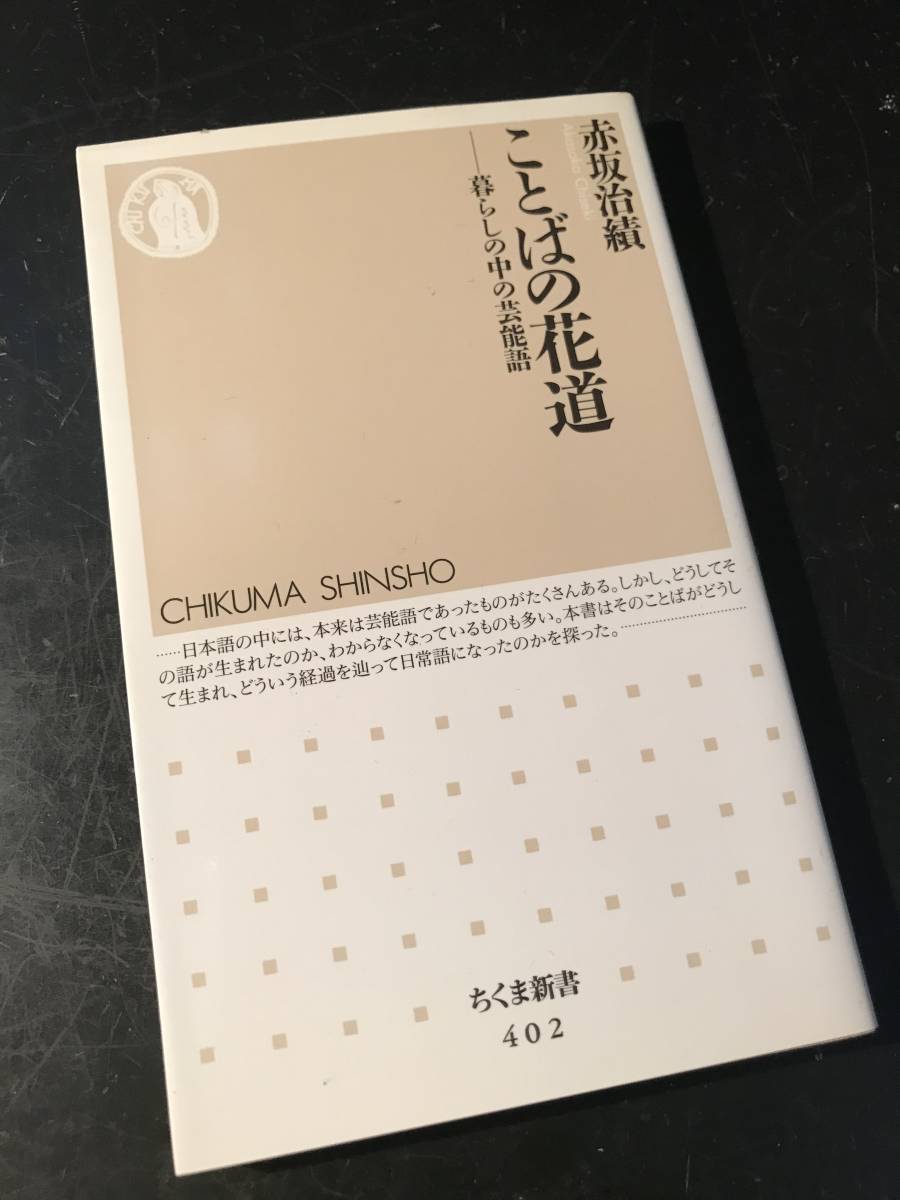 赤坂治績
Akasaka Chiseki
ことばの花道
——暮らしの中の芸能語
CHIKUMA
CHIKUMA SHINSHO
……日本語の中には、本来は芸能語であったものがたくさんある。しかし、どうしてそ
の語が生まれたのか、わからなくなっているものも多い。本書はそのことばがどうし
て生まれ、どういう経過を辿って日常語になったのかを探った。……………………
ちくま新書
402